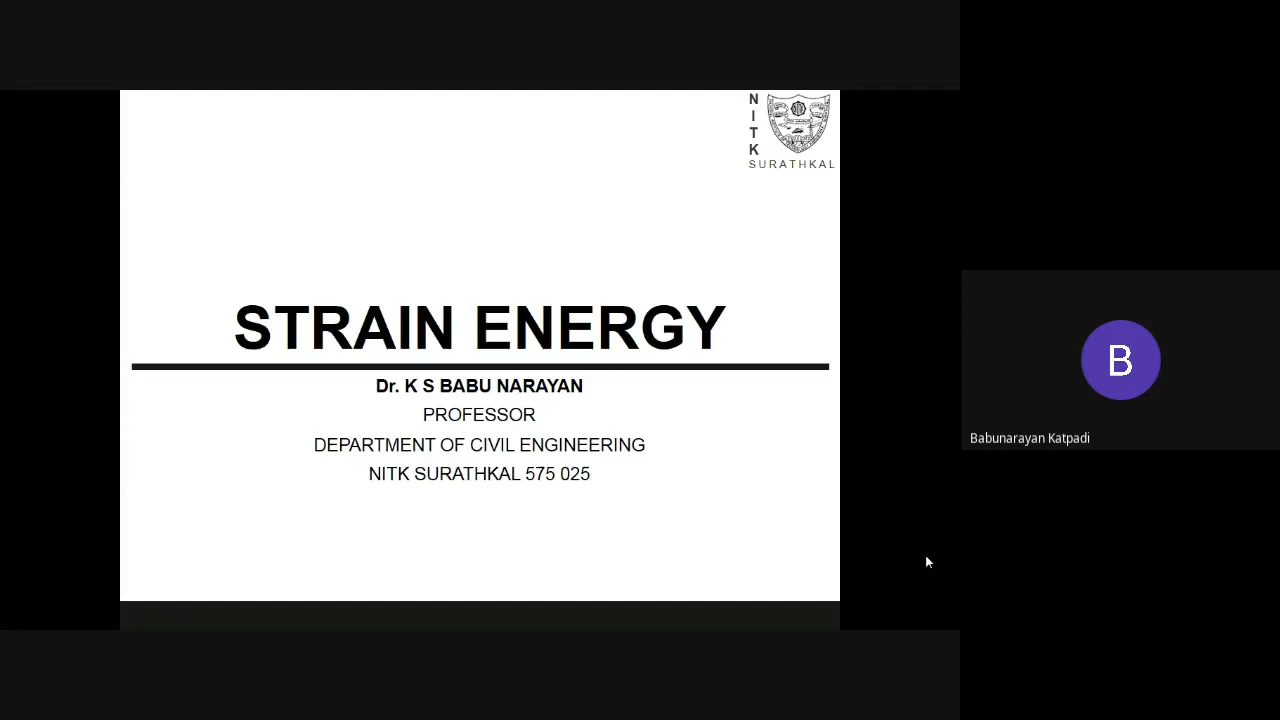 N
I
T
K
SURATHKAL
STRAIN ENERGY
Dr. K S BABU NARAYAN
PROFESSOR
DEPARTMENT OF CIVIL ENGINEERING
NITK SURATHKAL 575 025
B
Babunarayan Katpadi